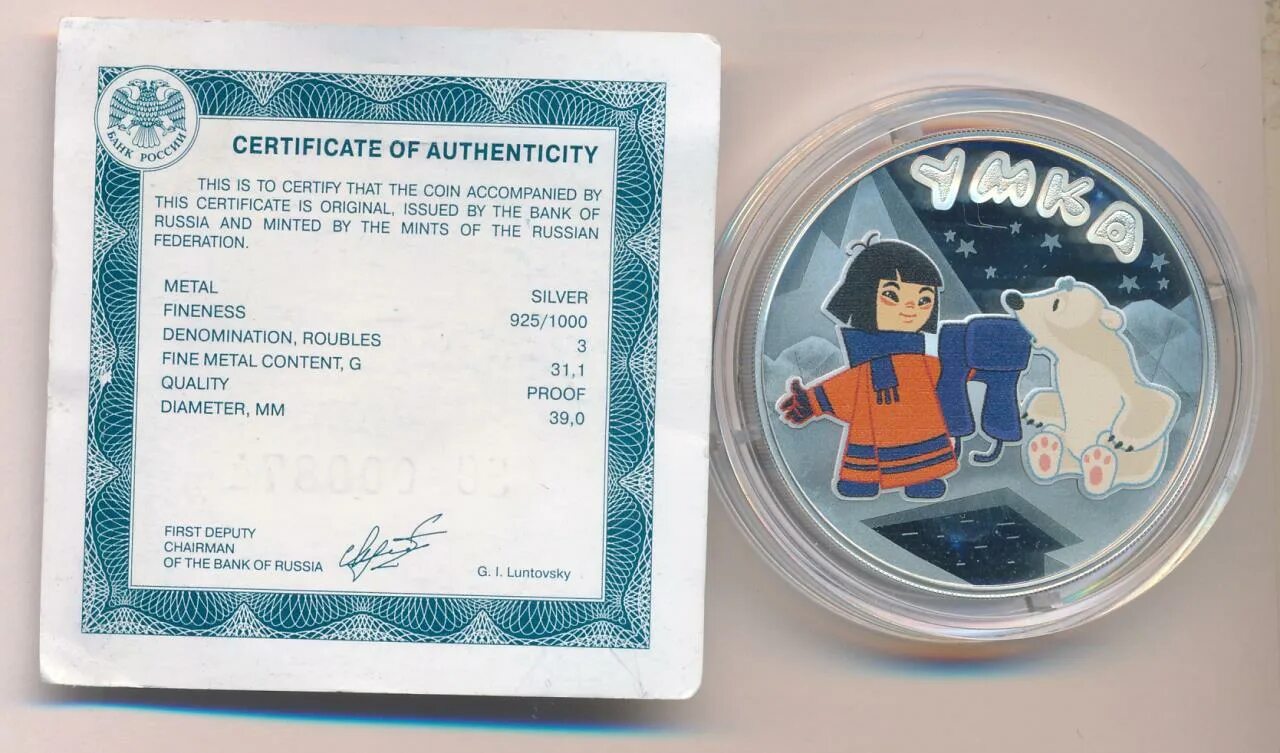 БАНК РОССИИ
CERTIFICATE OF AUTHENTICITY
THIS IS TO CERTIFY THAT THE COIN ACCOMPANIED BY
THIS CERTIFICATE IS ORIGINAL, ISSUED BY THE BANK OF
RUSSIA AND MINTED BY THE MINTS OF THE RUSSIAN
FEDERATION.
METAL SILVER
FINENESS 925/1000
DENOMINATION, ROUBLES 3
FINE METAL CONTENT, G 31,1
QUALITY PROOF
DIAMETER, MM 39,0
FIRST DEPUTY
CHAIRMAN
OF THE BANK OF RUSSIA
G. I. Luntovsky
УМКА